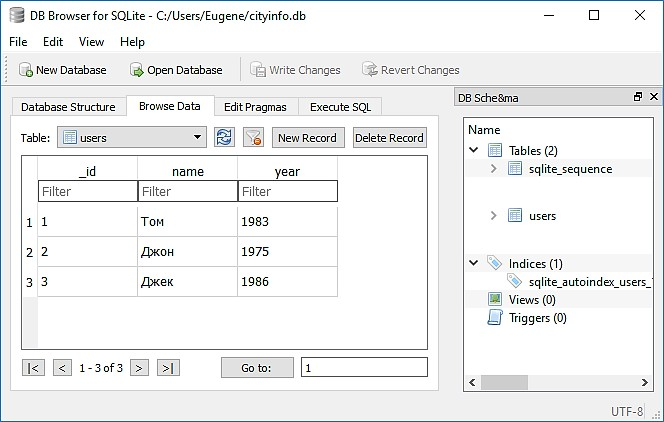 DB Browser for SQLite - C:/Users/Eugene/cityinfo.db
File Edit View Help
New Database Open Database Write Changes Revert Changes
Database Structure Browse Data Edit Pragmas Execute SQL
Table: users New Record Delete Record
_id name year
Filter Filter Filter
1 1 Том 1983
2 2 Джон 1975
3 3 Джек 1986
|< < 1 - 3 of 3 > >| Go to: 1
DB Sche&ma
Name
Tables (2)
sqlite_sequence
users
Indices (1)
sqlite_autoindex_users_
Views (0)
Triggers (0)
UTF-8